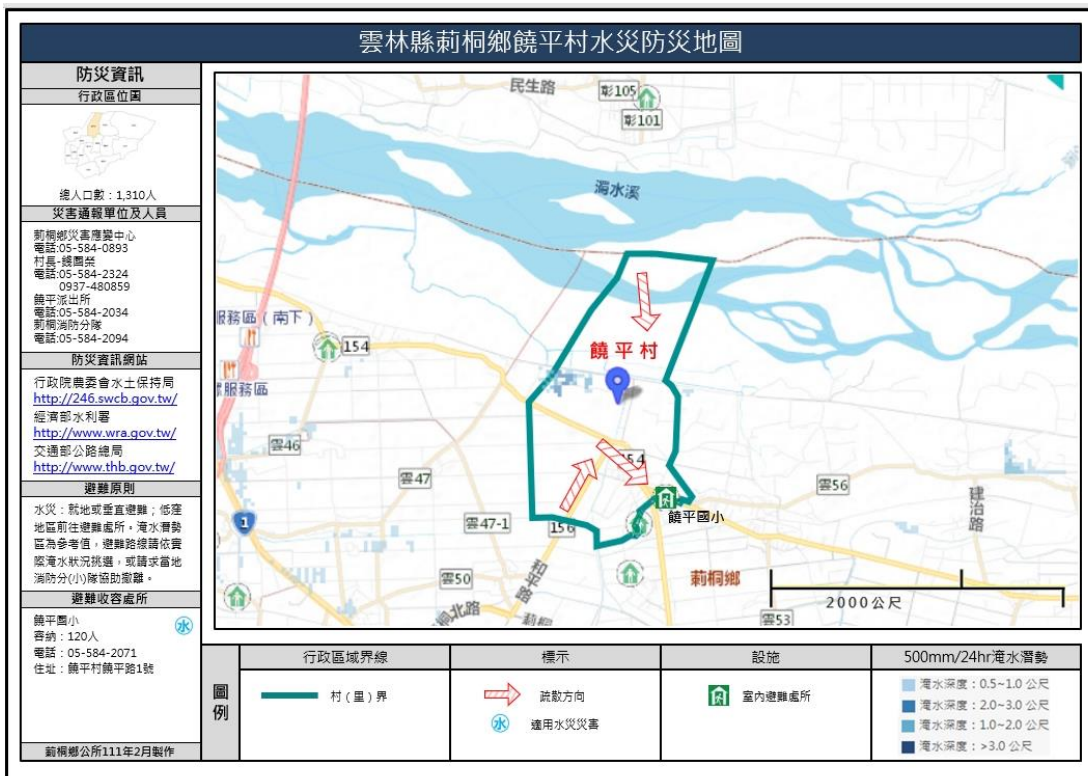 雲林縣莿桐鄉饒平村水災防災地圖
防災資訊
行政區位圖
總人口數：1,310人
災害通報單位及人員
莿桐鄉災害應變中心
電話:05-584-0893
電話:05-584-2324
0937-480859
饒平派出所
電話:05-584-2034
莿桐消防分隊
電話:05-584-2094
防災資訊網站
行政院農委會水土保持局
http://246.swcb.gov.tw/
經濟部水利署
http://www.wra.gov.tw/
交通部公路總局
http://www.thb.gov.tw/
避難原則
水災：就地或垂直避難；低窪
地區前往避難處所。淹水潛勢
區為參考值，避難路線請依實
際淹水狀況挑選，或請求當地
消防分(小)隊協助撤離。
避難收容處所
饒平國小
水
容納：120人
電話：05-584-2071
住址：饒平村饒平路1號
莿桐鄉公所111年2月製作
民生路
彰105
彰101
濁水溪
服務區（南下）
154
饒平村
服務區
雲46
雲47
154
雲56
建治路
1
雲47-1
156
饒平國小
雲50
莿桐鄉
饒平路
北路
莿桐
雲53
2000公尺
圖例
行政區域界線
標示
設施
500mm/24hr淹水潛勢
村（里）界
疏散方向
水
適用水災災害
室內避難處所
淹水深度：0.5~1.0 公尺
淹水深度：2.0~3.0 公尺
淹水深度：1.0~2.0 公尺
淹水深度：>3.0 公尺